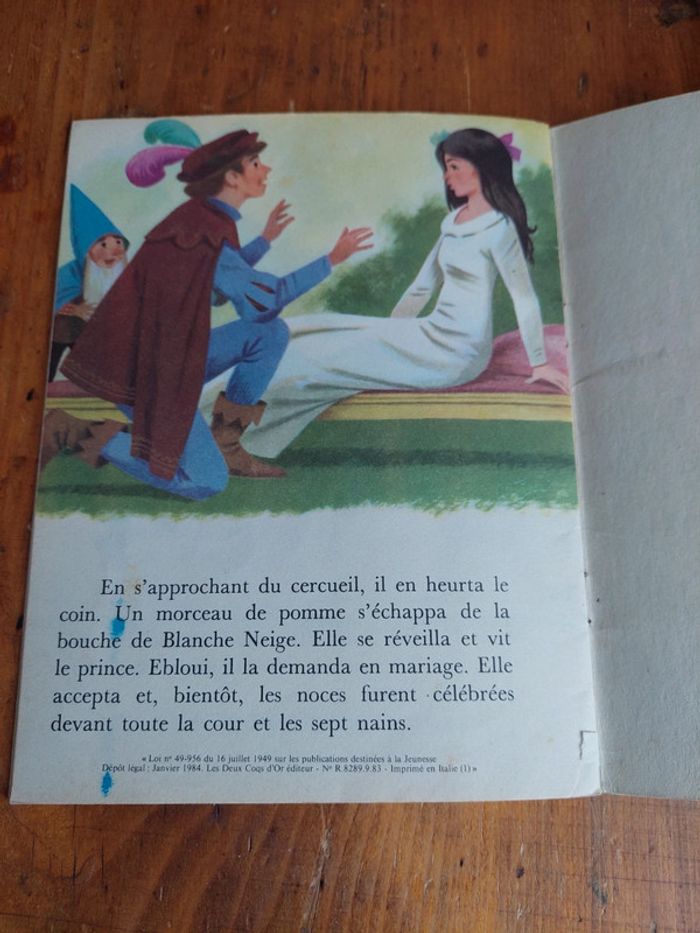 En s'approchant du cercueil, il en heurta le
coin. Un morceau de pomme s'échappa de la
bouche de Blanche Neige. Elle se réveilla et vit
le prince. Ebloui, il la demanda en mariage. Elle
accepta et, bientôt, les noces furent célébrées
devant toute la cour et les sept nains.
« Loi nº 49-956 du 16 juillet 1949 sur les publications destinées à la Jeunesse
Dépôt légal : Janvier 1984. Les Deux Coqs d'Or éditeur - Nº R.8289.9.83 - Imprimé en Italie (1) »